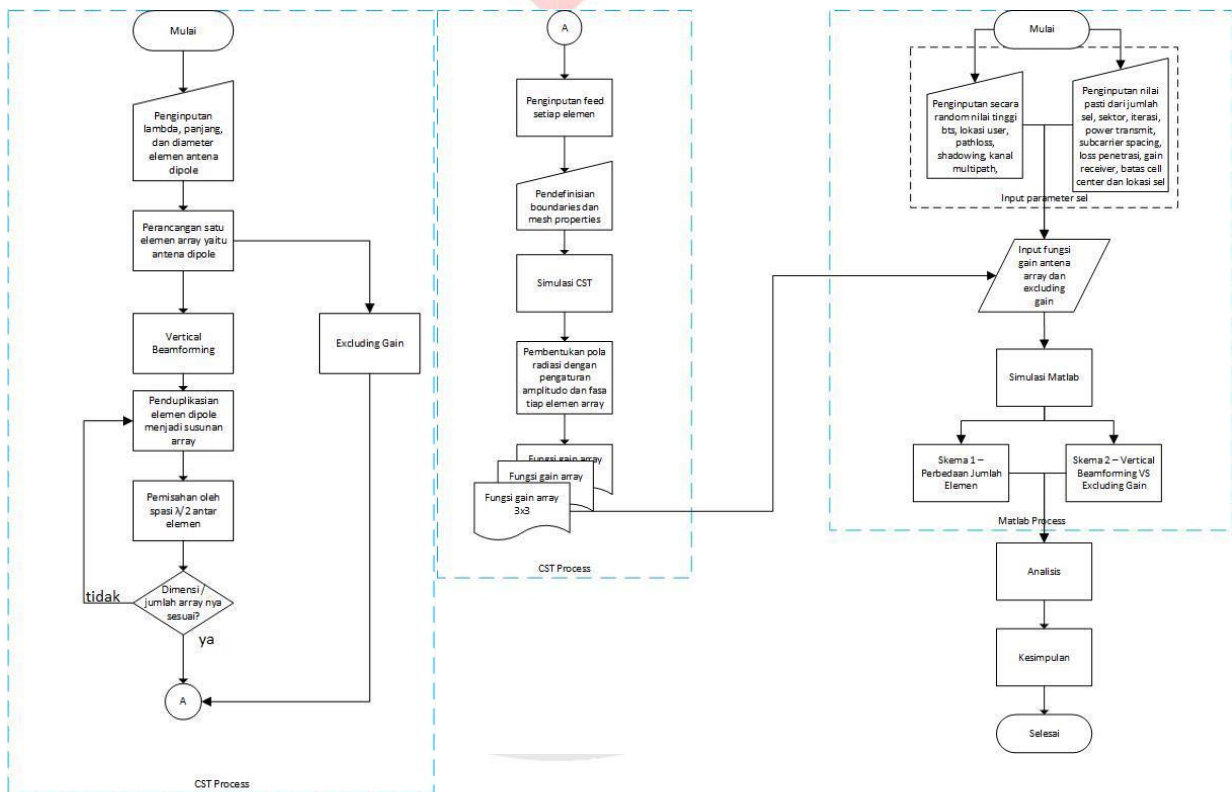 Mulai
Penginputan
lambda, panjang,
dan diameter
elemen antena
dipole
Perancangan satu
elemen array yaitu
antena dipole
Vertical
Beamforming
Excluding Gain
Penduplikasian
elemen dipole
menjadi susunan
array
Pemisahan oleh
spasi λ/2 antar
elemen
Dimensi /
jumlah array nya
sesuai?
tidak
ya
A
CST Process
A
Penginputan feed
setiap elemen
Pendefinisian
boundaries dan
mesh properties
Simulasi CST
Pembentukan pola
radiasi dengan
pengaturan
amplitudo dan fasa
tiap elemen array
Fungsi gain array
Fungsi gain array
Fungsi gain array
3x3
CST Process
Mulai
Penginputan secara
random nilai tinggi
bts, lokasi user,
pathloss,
shadowing, kanal
multipath,
Penginputan nilai
pasti dari jumlah
sel, sektor, iterasi,
power transmit,
subcarrier spacing,
loss penetrasi, gain
receiver, batas cell
center dan lokasi sel
Input parameter sel
Input fungsi
gain antena
array dan
excluding
gain
Simulasi Matlab
Skema 1 –
Perbedaan Jumlah
Elemen
Skema 2 – Vertical
Beamforming VS
Excluding Gain
Matlab Process
Analisis
Kesimpulan
Selesai